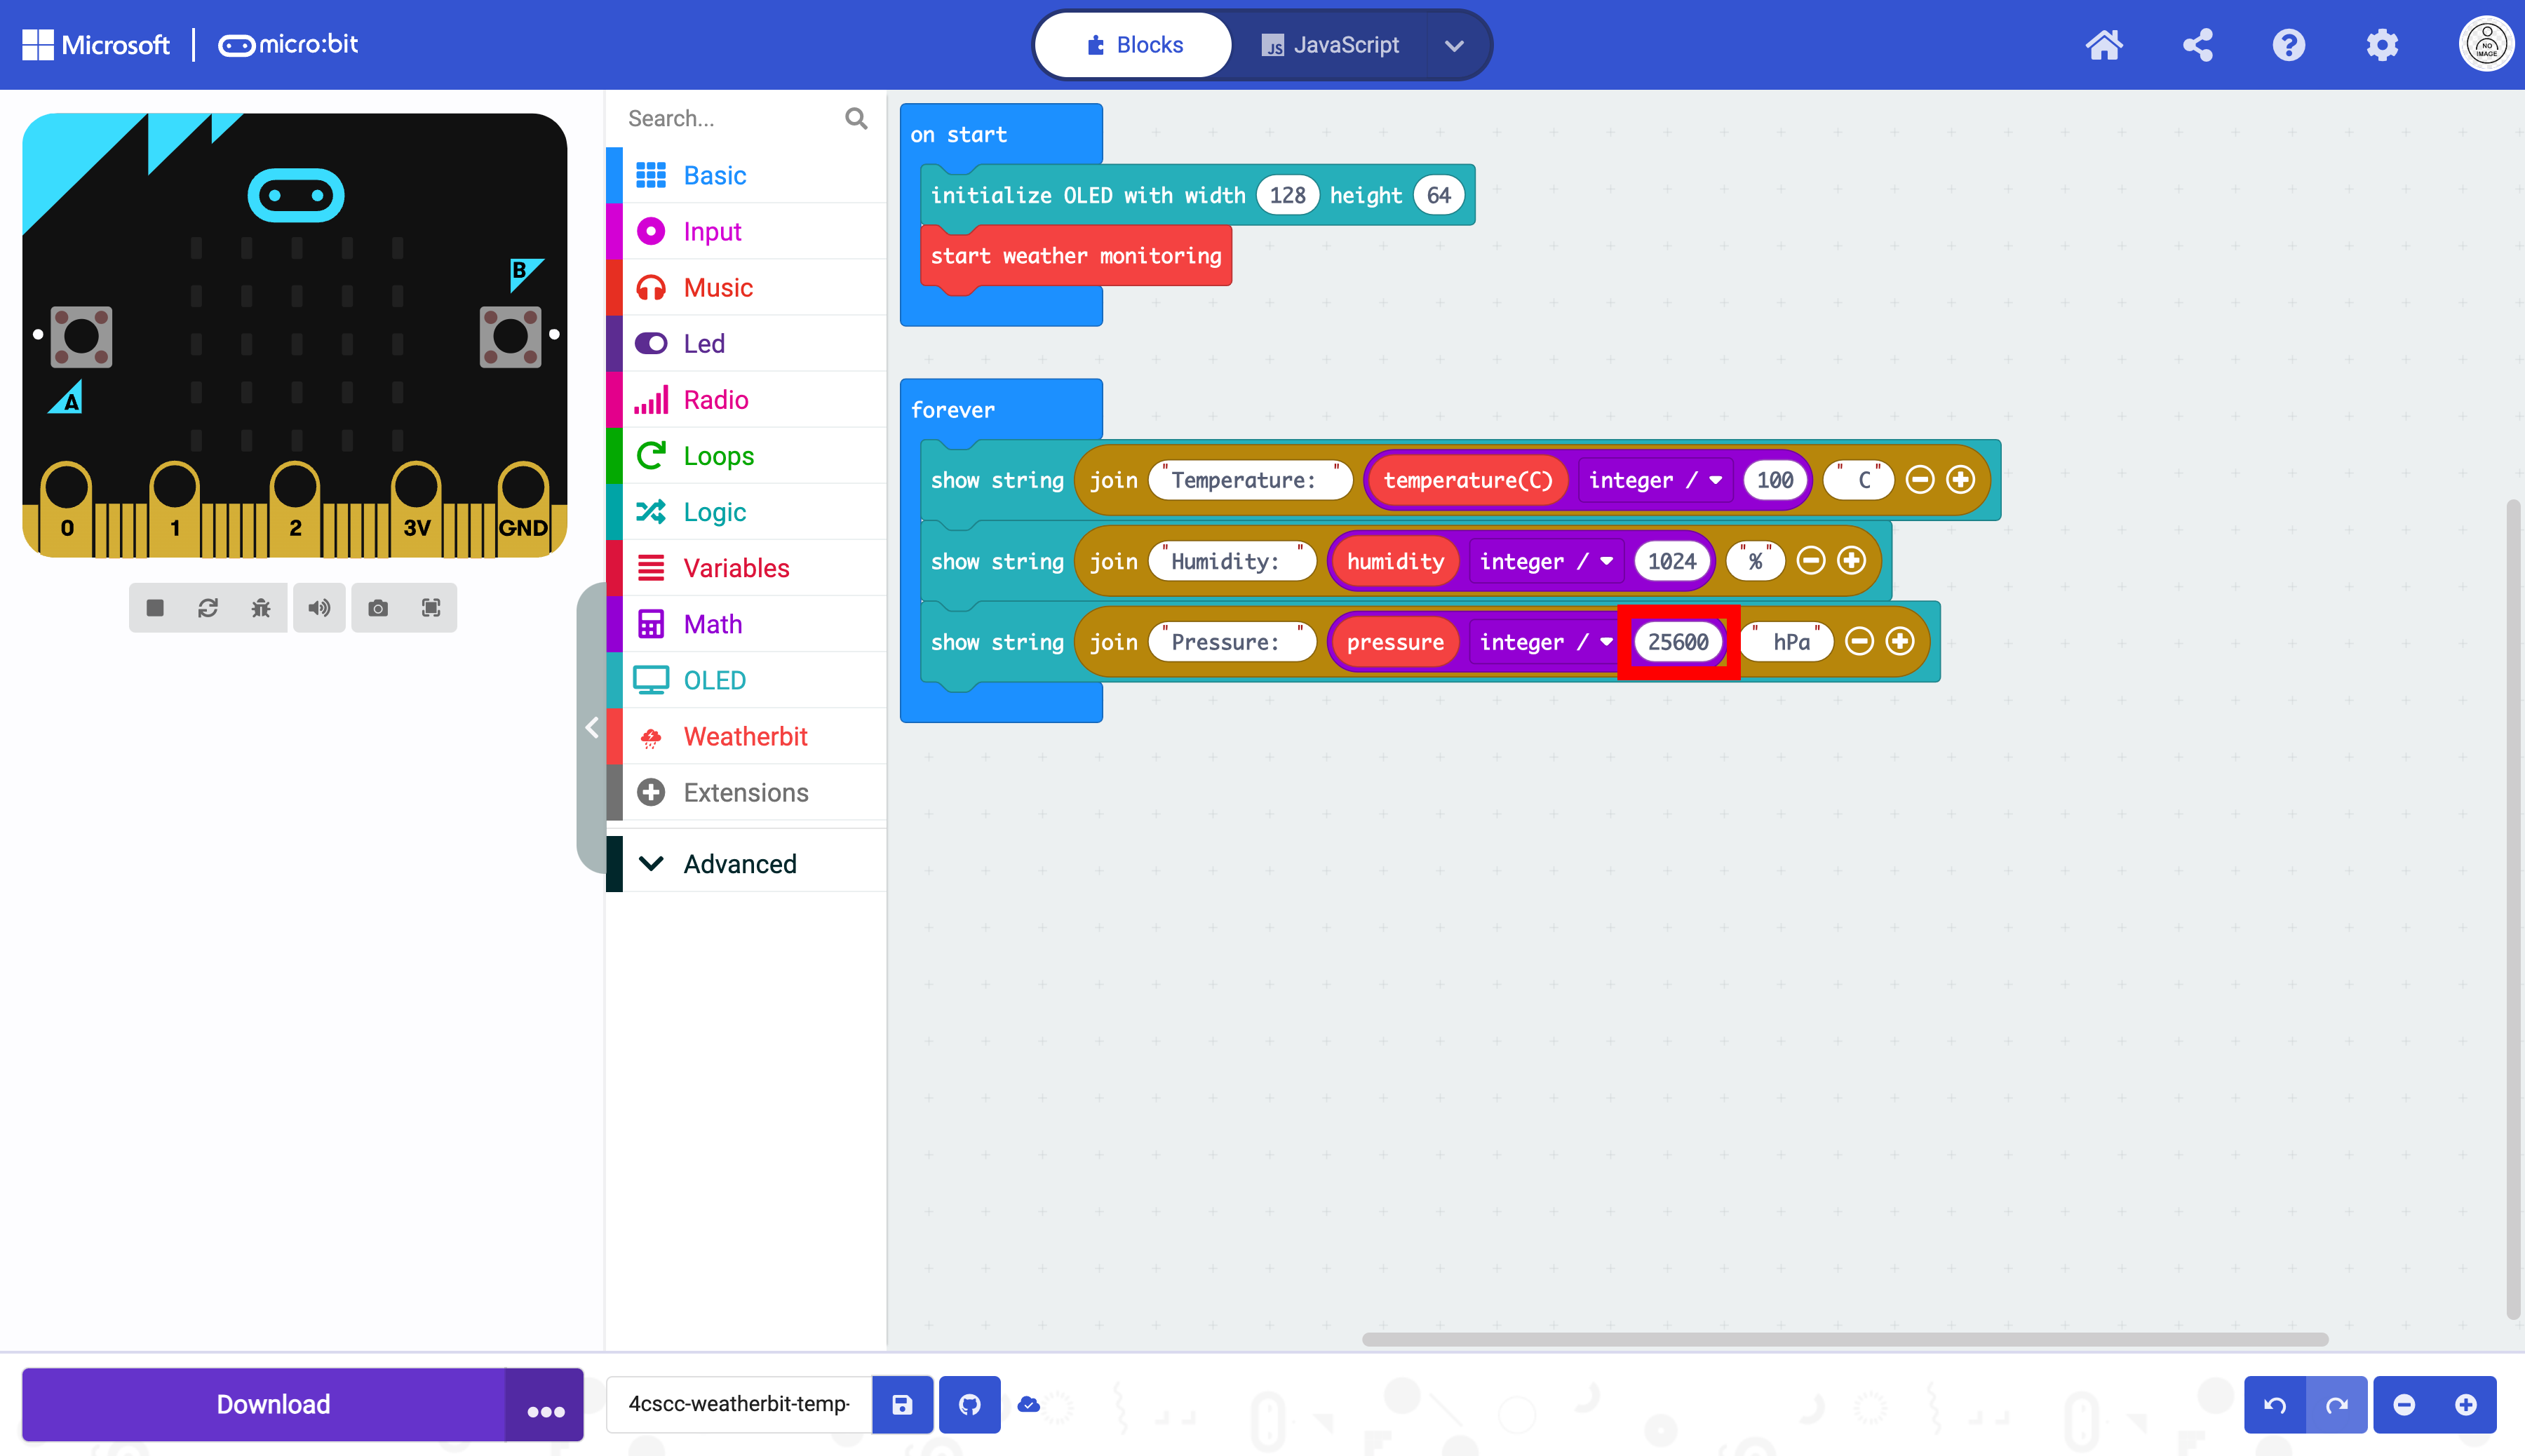 Microsoft | micro:bit
Blocks
JS JavaScript
NO IMAGE
B
A
0 1 2 3V GND
Search...
Basic
Input
Music
Led
Radio
Loops
Logic
Variables
Math
OLED
Weatherbit
Extensions
Advanced
on start
initialize OLED with width 128 height 64
start weather monitoring
forever
show string join "Temperature: " temperature(C) integer / 100 " C"
show string join "Humidity: " humidity integer / 1024 "%"
show string join "Pressure: " pressure integer / 25600 " hPa"
Download
4cscc-weatherbit-temp-